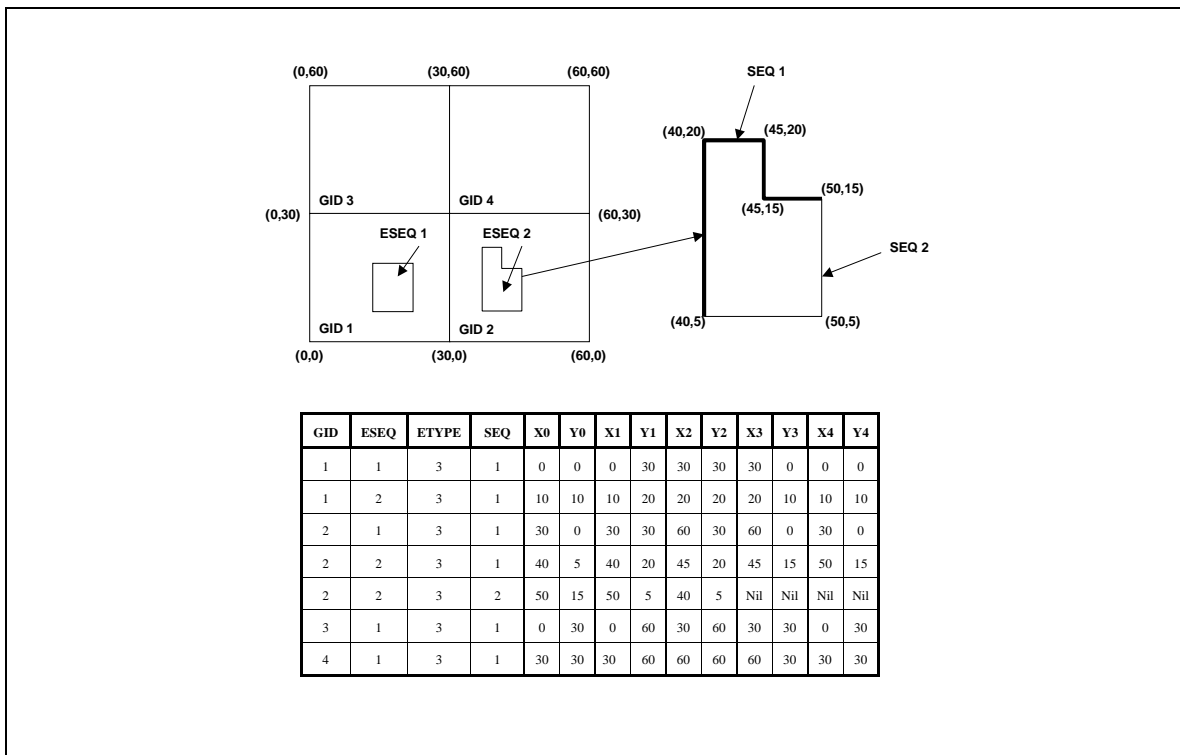 (0,60) (30,60) (60,60)
SEQ 1
(40,20) (45,20)
(50,15)
GID 3 GID 4
(45,15)
(0,30) (60,30)
ESEQ 1 ESEQ 2
SEQ 2
GID 1 GID 2
(40,5) (50,5)
(0,0) (30,0) (60,0)
GID ESEQ ETYPE SEQ X0 Y0 X1 Y1 X2 Y2 X3 Y3 X4 Y4
1 1 3 1 0 0 0 30 30 30 30 0 0 0
1 2 3 1 10 10 10 20 20 20 20 10 10 10
2 1 3 1 30 0 30 30 60 30 60 0 30 0
2 2 3 1 40 5 40 20 45 20 45 15 50 15
2 2 3 2 50 15 50 5 40 5 Nil Nil Nil Nil
3 1 3 1 0 30 0 60 30 60 30 30 0 30
4 1 3 1 30 30 30 60 60 60 60 30 30 30